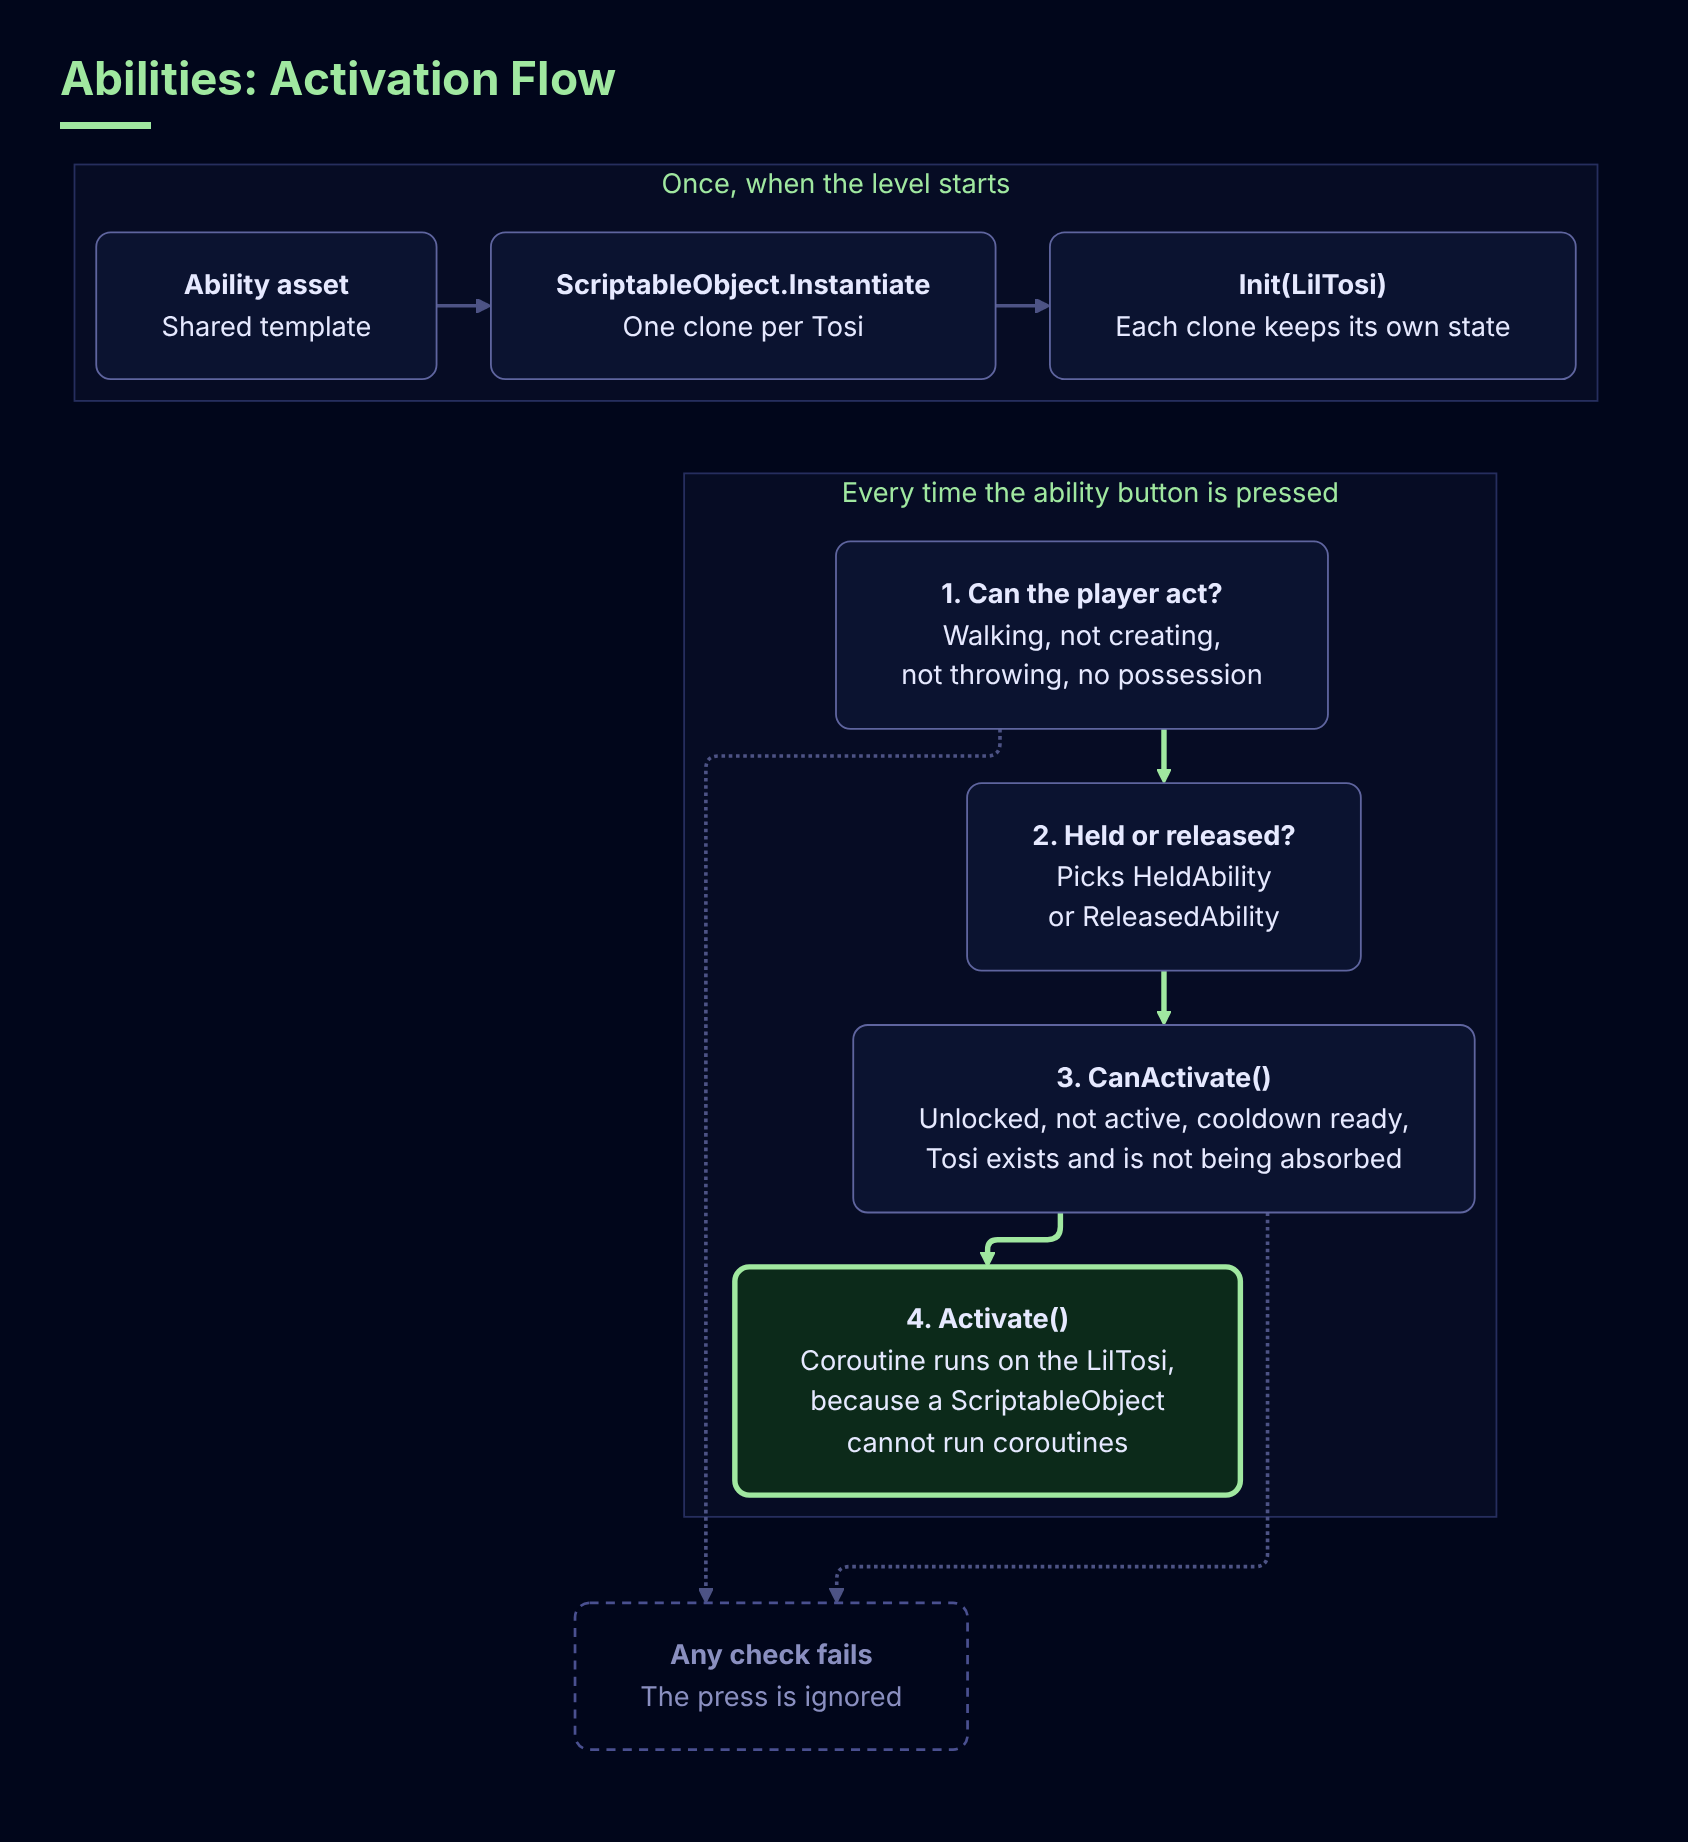 Abilities: Activation Flow
Once, when the level starts
Ability asset
Shared template
ScriptableObject.Instantiate
One clone per Tosi
Init(LilTosi)
Each clone keeps its own state
Every time the ability button is pressed
1. Can the player act?
Walking, not creating,
not throwing, no possession
2. Held or released?
Picks HeldAbility
or ReleasedAbility
3. CanActivate()
Unlocked, not active, cooldown ready,
Tosi exists and is not being absorbed
4. Activate()
Coroutine runs on the LilTosi,
because a ScriptableObject
cannot run coroutines
Any check fails
The press is ignored